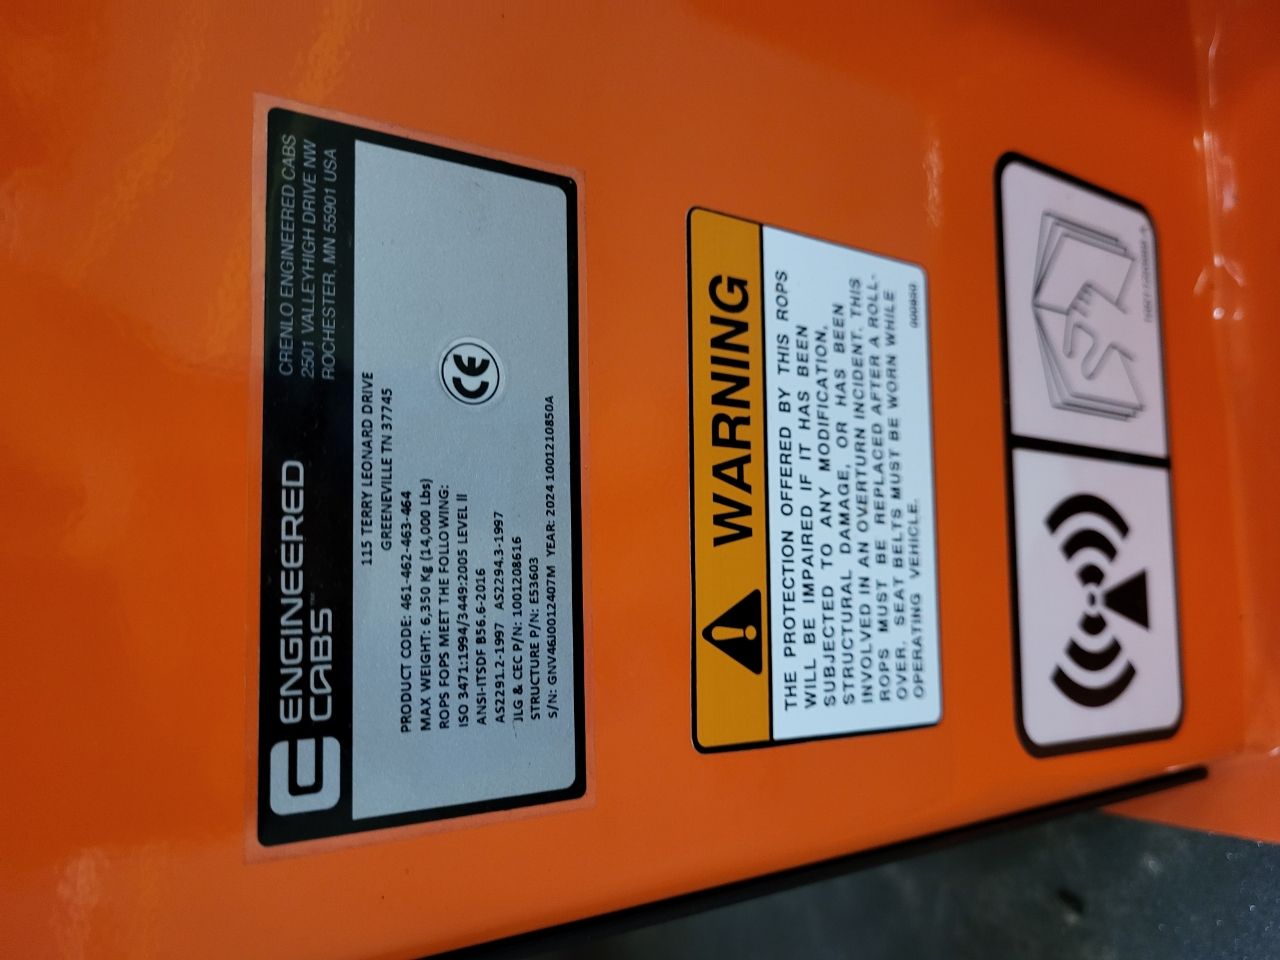 ENGINEERED
CABS™
CRENLO ENGINEERED CABS
2501 VALLEYHIGH DRIVE NW
ROCHESTER, MN 55901 USA
115 TERRY LEONARD DRIVE
GREENEVILLE TN 37745
PRODUCT CODE: 461-462-463-464
MAX WEIGHT: 6,350 Kg (14,000 Lbs)
ROPS FOPS MEET THE FOLLOWING:
ISO 3471:1994/3449:2005 LEVEL II
ANSI-ITSDF B56.6-2016
AS2291.2-1997 AS2294.3-1997
JLG & CEC P/N: 1001208616
STRUCTURE P/N: E53603
S/N: GNV46J0012407M YEAR: 2024 1001210850A
CE
WARNING
THE PROTECTION OFFERED BY THIS ROPS
WILL BE IMPAIRED IF IT HAS BEEN
SUBJECTED TO ANY MODIFICATION,
STRUCTURAL DAMAGE, OR HAS BEEN
INVOLVED IN AN OVERTURN INCIDENT. THIS
ROPS MUST BE REPLACED AFTER A ROLL-
OVER. SEAT BELTS MUST BE WORN WHILE
OPERATING VEHICLE.